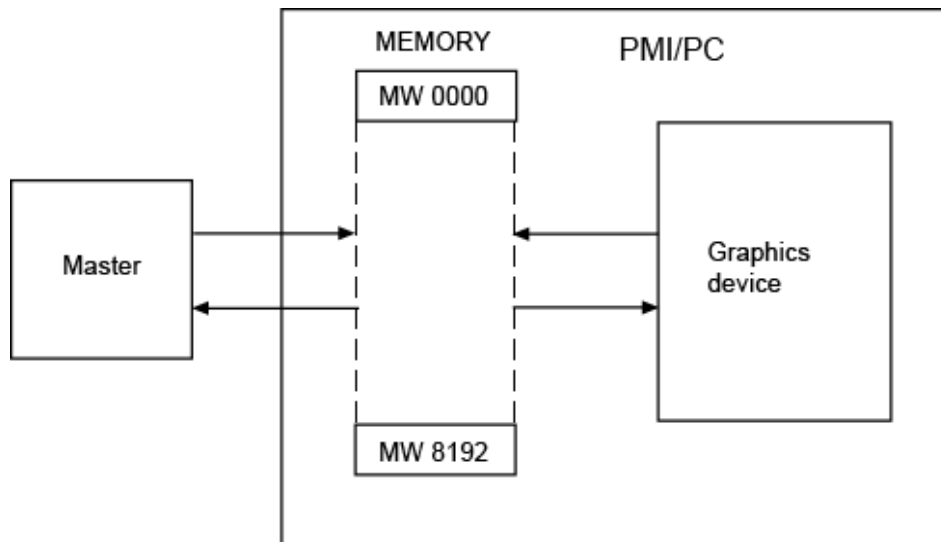 MEMORY
PMI/PC
MW 0000
Master
Graphics
device
MW 8192